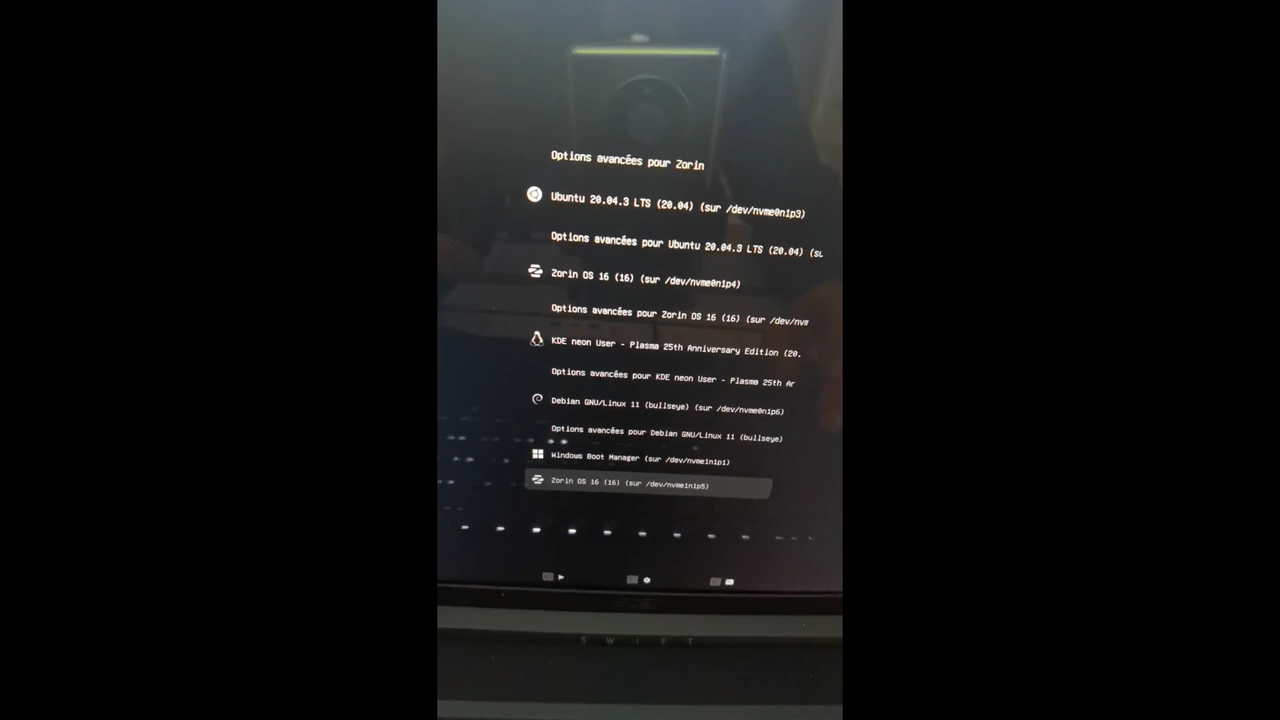 Options avancées pour Zorin
Ubuntu 20.04.3 LTS (20.04) (sur /dev/nvme0n1p3)
Options avancées pour Ubuntu 20.04.3 LTS (20.04) (su
Zorin OS 16 (16) (sur /dev/nvme0n1p4)
Options avancées pour Zorin OS 16 (16) (sur /dev/nvm
KDE neon User - Plasma 25th Anniversary Edition (20.
Options avancées pour KDE neon User - Plasma 25th Ar
Debian GNU/Linux 11 (bullseye) (sur /dev/nvme0n1p6)
Options avancées pour Debian GNU/Linux 11 (bullseye)
Windows Boot Manager (sur /dev/nvme1n1p1)
Zorin OS 16 (16) (sur /dev/nvme1n1p5)
SWIFT